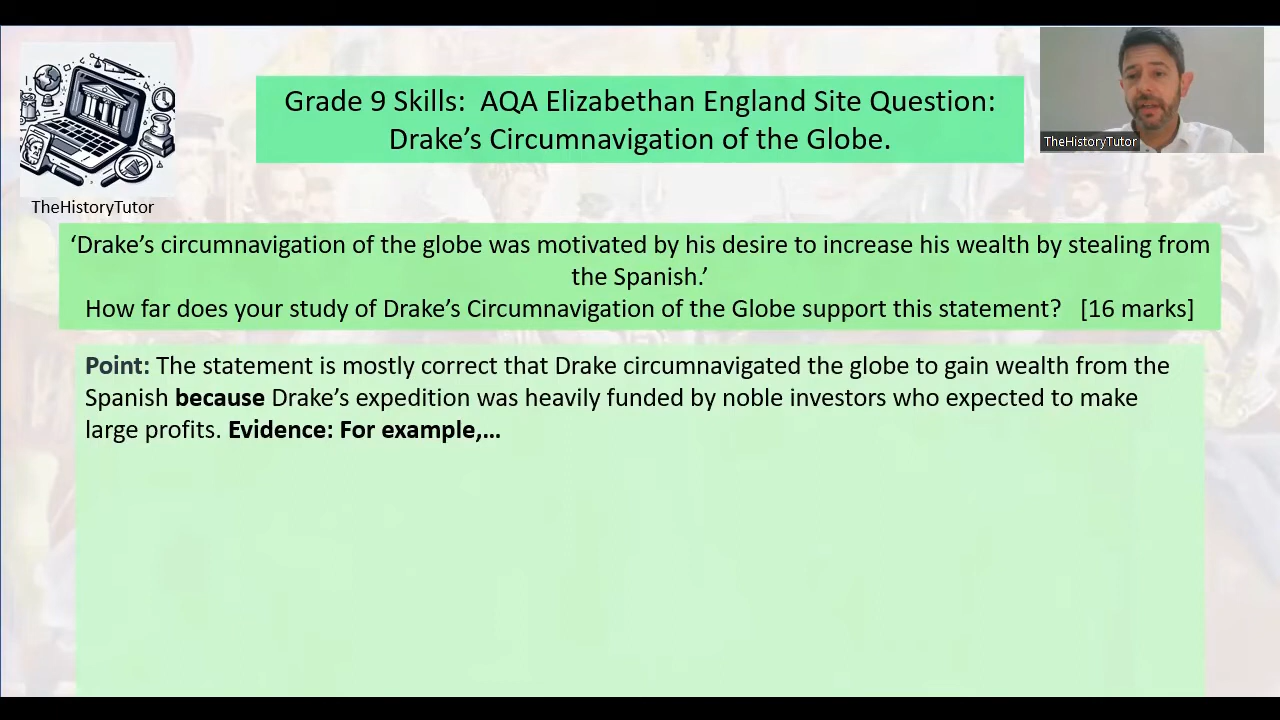 Grade 9 Skills:  AQA Elizabethan England Site Question:
Drake’s Circumnavigation of the Globe.
TheHistoryTutor
TheHistoryTutor
‘Drake’s circumnavigation of the globe was motivated by his desire to increase his wealth by stealing from
the Spanish.’
How far does your study of Drake’s Circumnavigation of the Globe support this statement?   [16 marks]
Point: The statement is mostly correct that Drake circumnavigated the globe to gain wealth from the
Spanish because Drake’s expedition was heavily funded by noble investors who expected to make
large profits. Evidence: For example,…